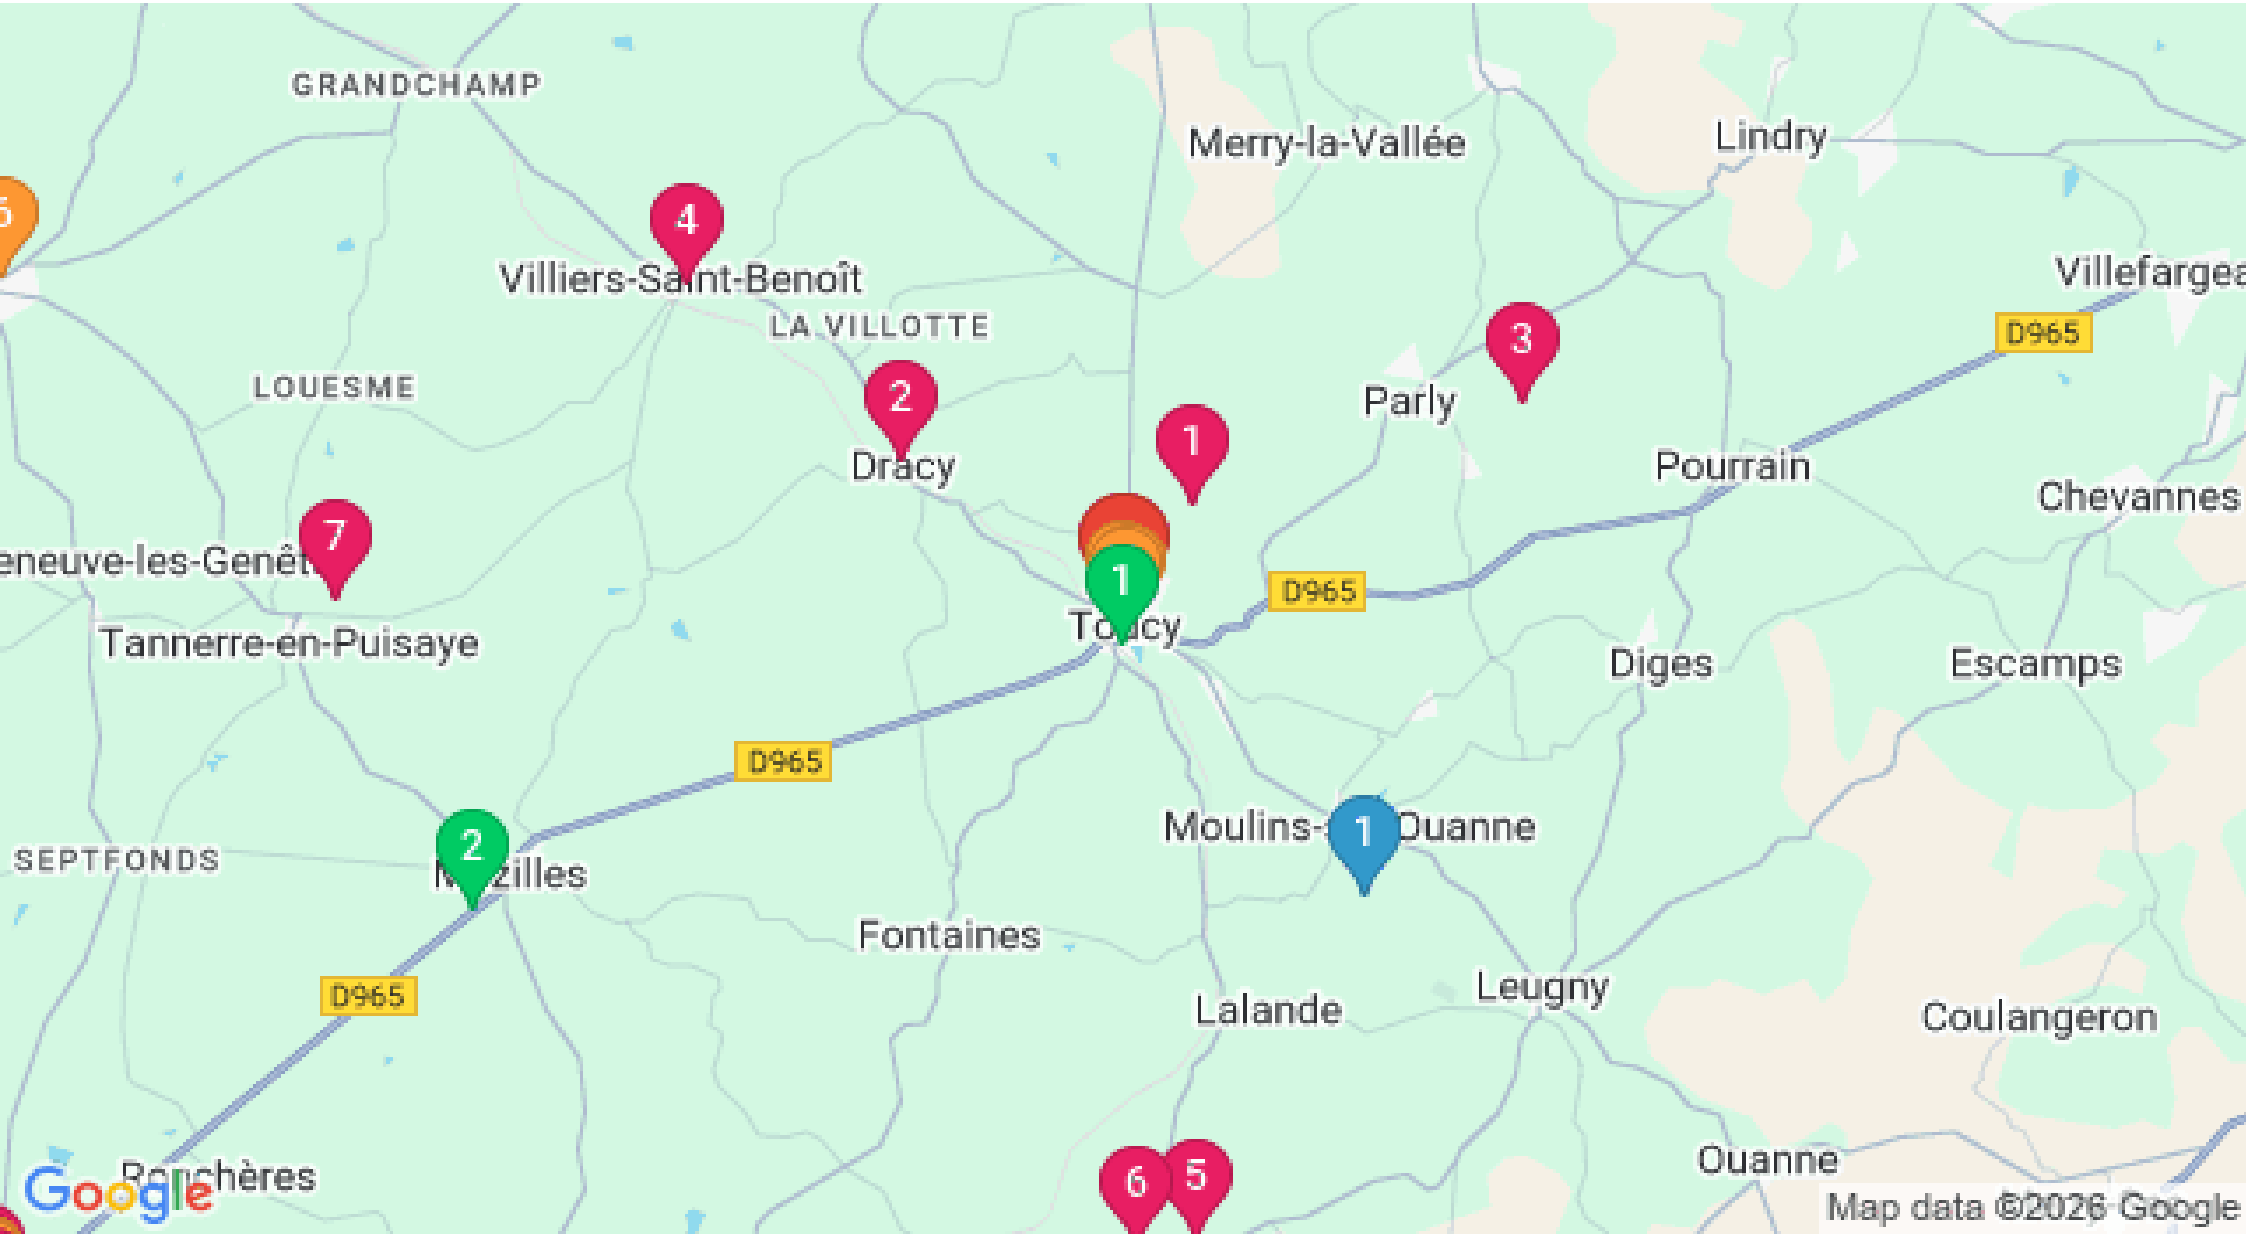 GRANDCHAMP
Merry-la-Vallée
Lindry
4
Villiers-Saint-Benoît
Villefargea
LA VILLOTTE
D965
3
LOUESME
2
Parly
1
Dracy
Pourrain
Chevannes
7
eneuve-les-Genêt
1
D965
Toucy
Tannerre-en-Puisaye
Diges
Escamps
D965
2
Moulins-
1
Ouanne
SEPTFONDS
Fontaines
D965
Leugny
Lalande
Coulangeron
Ouanne
Ronchères
6
5
Google
Map data ©2026 Google